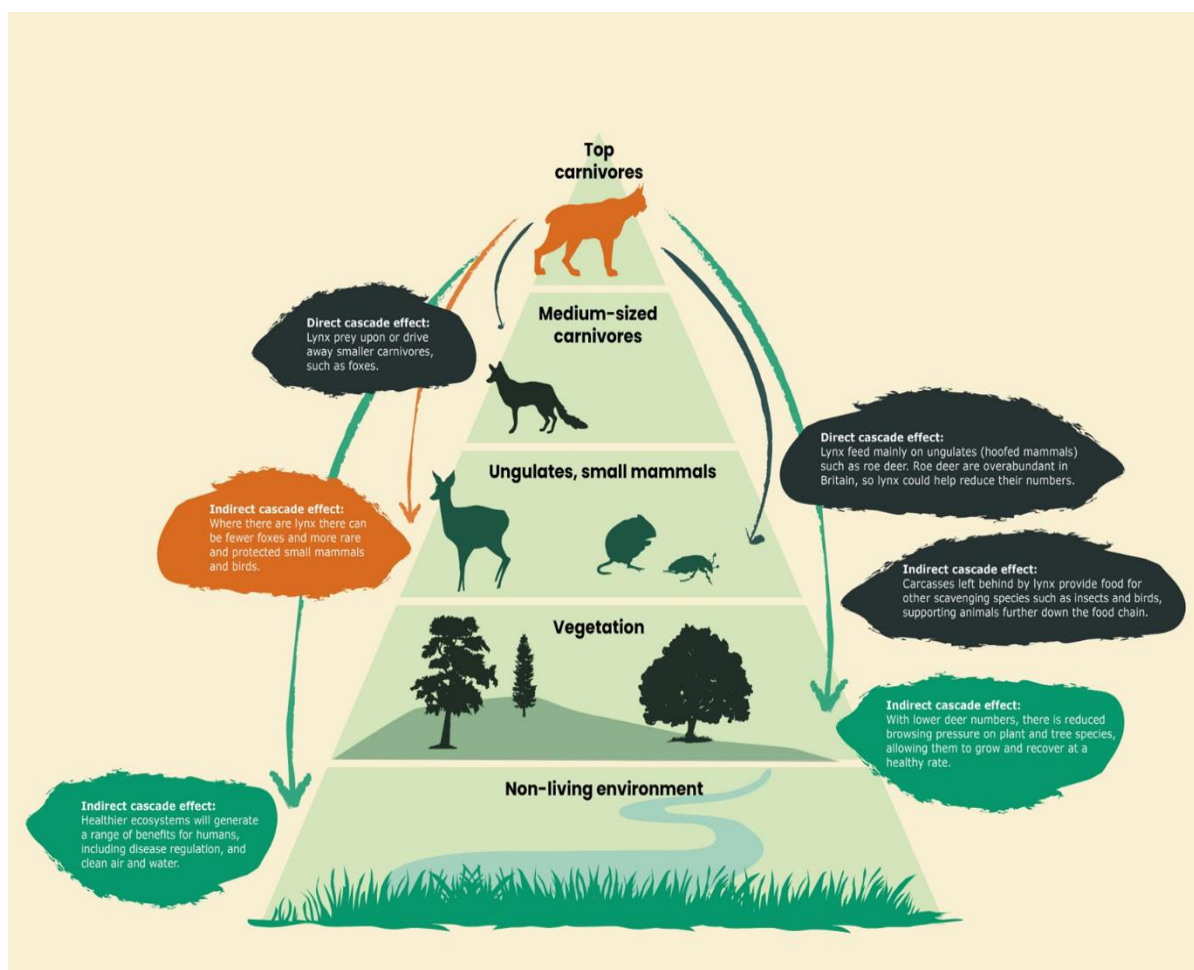 Top
carnivores
Medium-sized
carnivores
Direct cascade effect:
Lynx prey upon or drive
away smaller carnivores,
such as foxes.
Direct cascade effect:
Lynx feed mainly on ungulates (hoofed mammals)
such as roe deer. Roe deer are overabundant in
Britain, so lynx could help reduce their numbers.
Ungulates, small mammals
Indirect cascade effect:
Where there are lynx there can
be fewer foxes and more rare
and protected small mammals
and birds.
Indirect cascade effect:
Carcasses left behind by lynx provide food for
other scavenging species such as insects and birds,
supporting animals further down the food chain.
Vegetation
Indirect cascade effect:
With lower deer numbers, there is reduced
browsing pressure on plant and tree species,
allowing them to grow and recover at a
healthy rate.
Non-living environment
Indirect cascade effect:
Healthier ecosystems will generate
a range of benefits for humans,
including disease regulation, and
clean air and water.